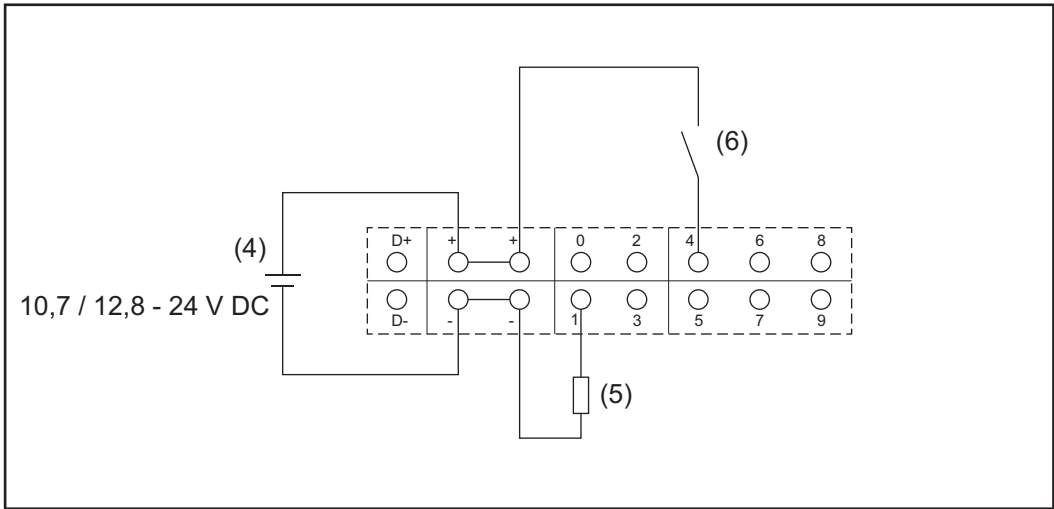 (6)
(4)
10,7 / 12,8 - 24 V DC
D+ + + 0 2 4 6 8
D- - - 1 3 5 7 9
(5)